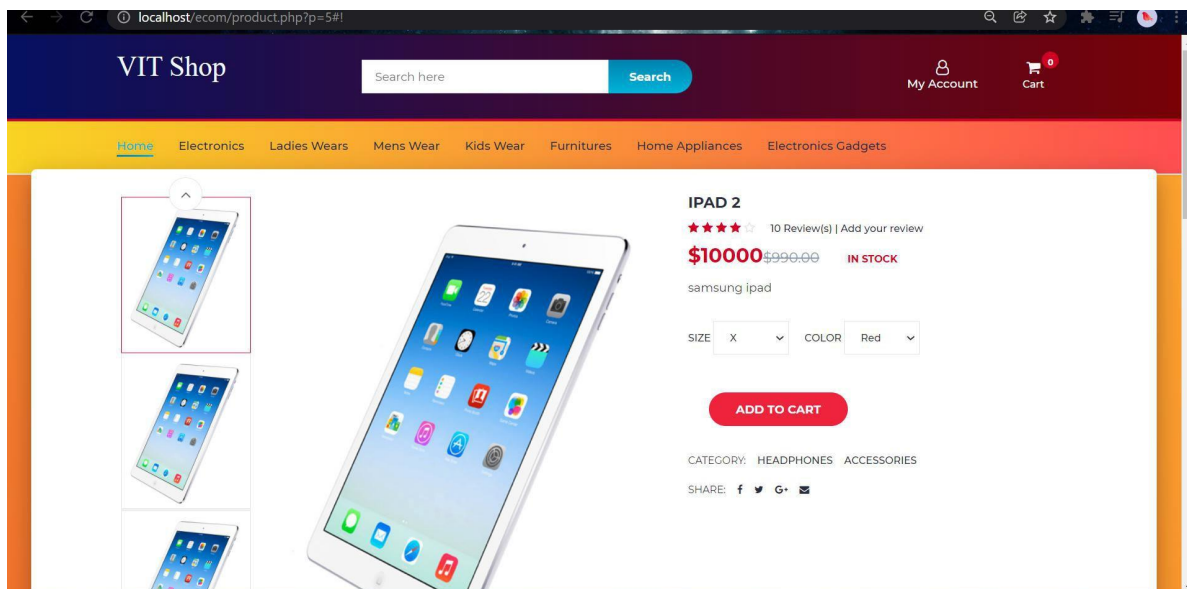 localhost/ecom/product.php?p=5#!
VIT Shop
Search here
Search
My Account
0
Cart
Home Electronics Ladies Wears Mens Wear Kids Wear Furnitures Home Appliances Electronics Gadgets
IPAD 2
10 Review(s) | Add your review
$10000 $990.00 IN STOCK
samsung ipad
SIZE X COLOR Red
ADD TO CART
CATEGORY: HEADPHONES ACCESSORIES
SHARE: f G+